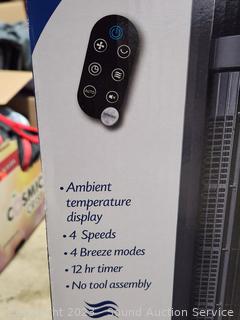 AUTO
• Ambient
temperature
display
• 4 Speeds
• 4 Breeze modes
• 12 hr timer
• No tool assembly
COSMIC
Copyright 2023 - Sound Auction Service